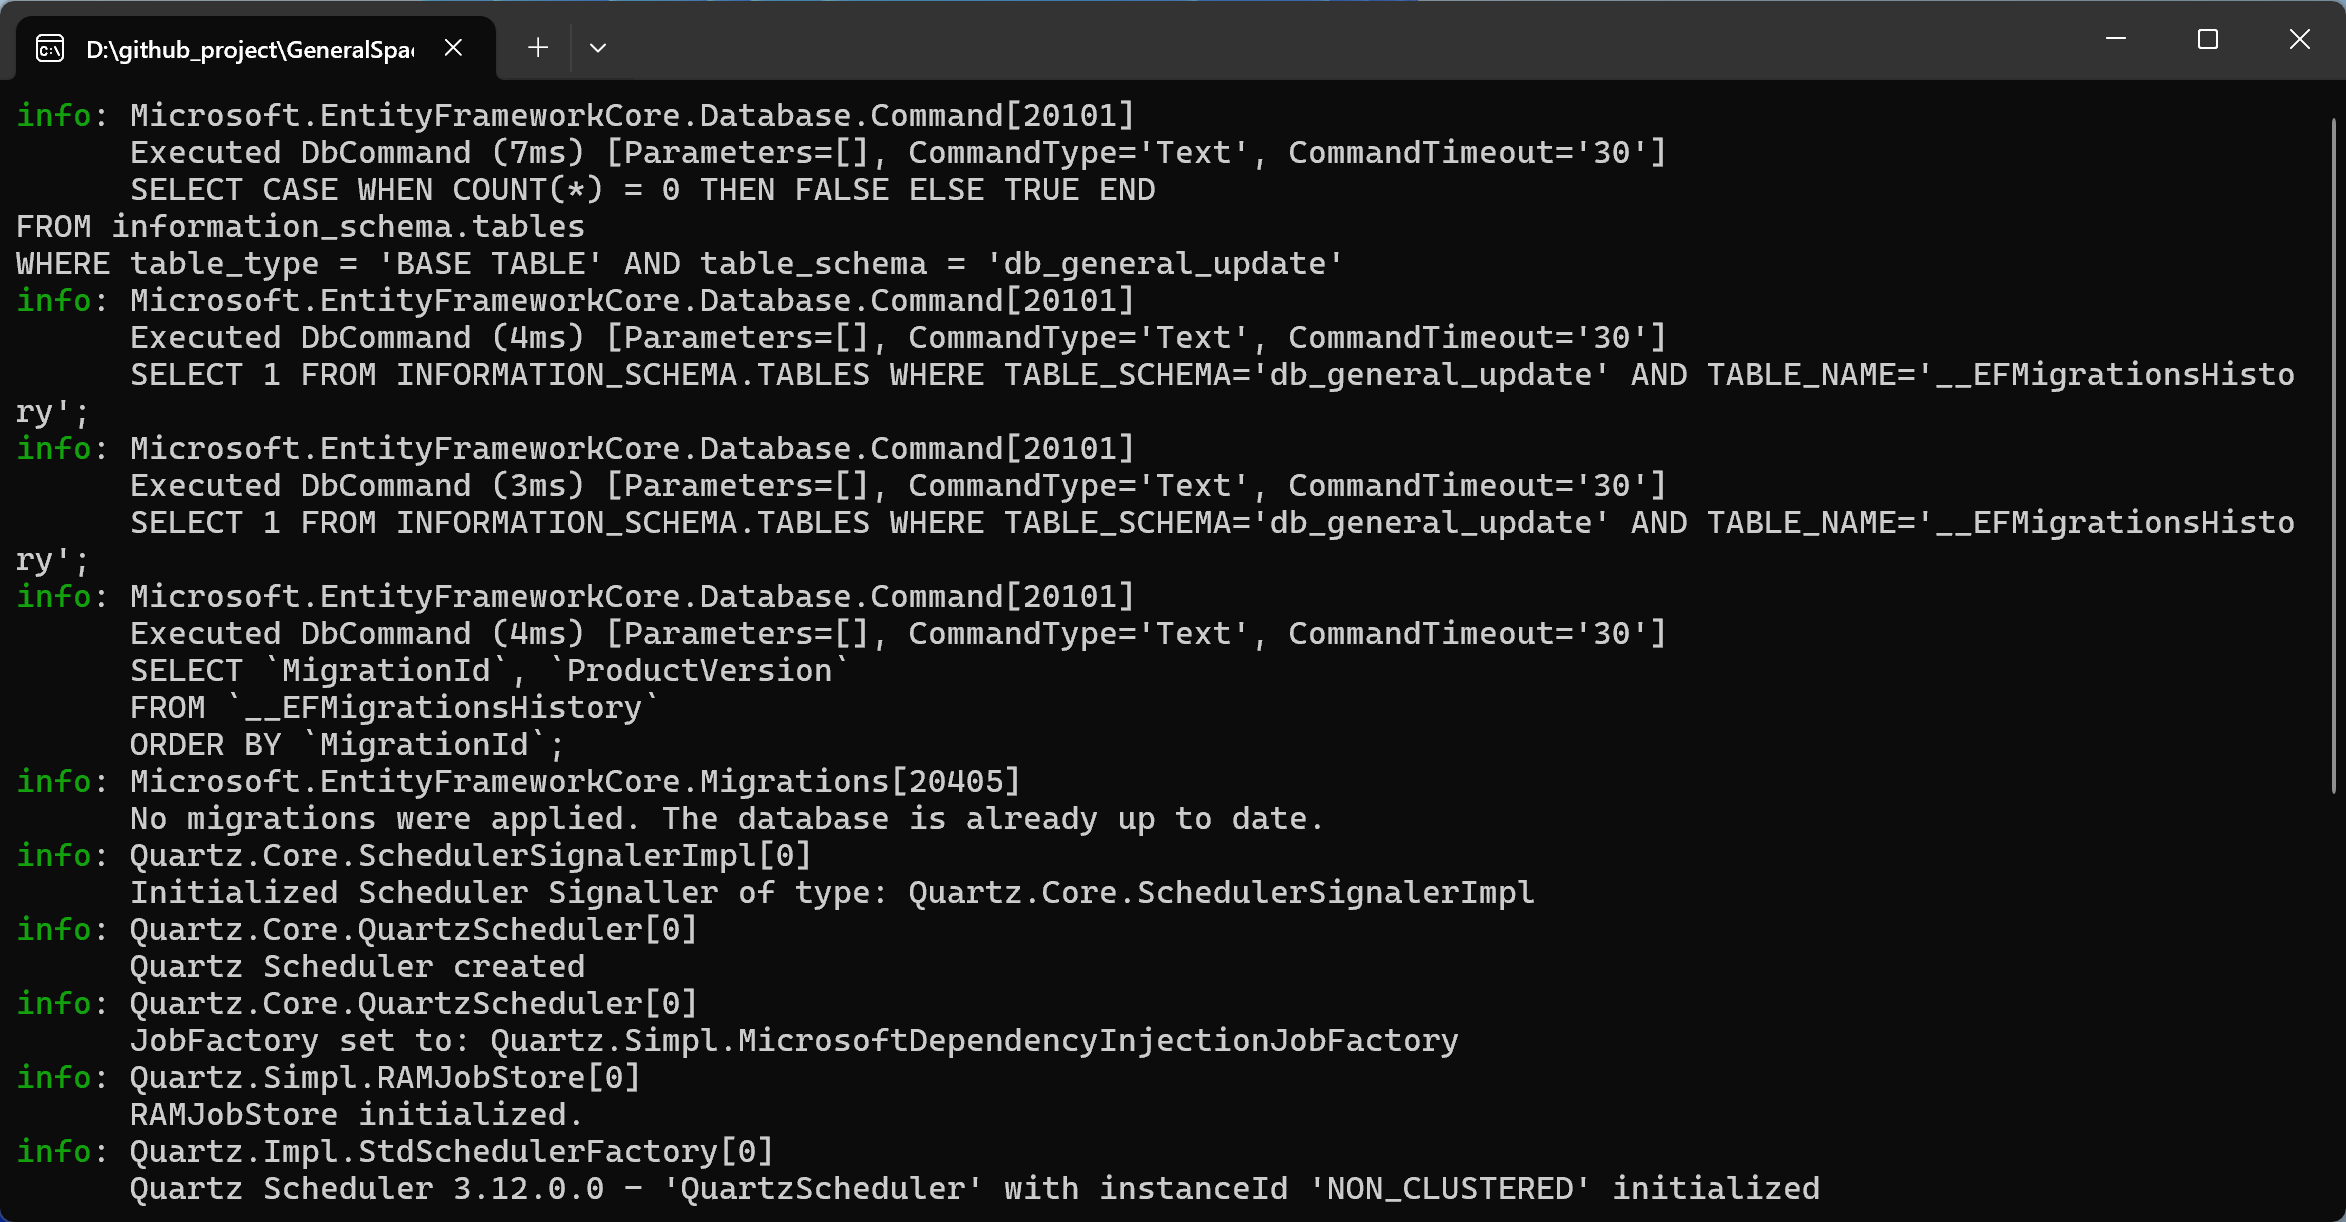 D:\github_project\GeneralSpa
info: Microsoft.EntityFrameworkCore.Database.Command[20101]
      Executed DbCommand (7ms) [Parameters=[], CommandType='Text', CommandTimeout='30']
      SELECT CASE WHEN COUNT(*) = 0 THEN FALSE ELSE TRUE END
FROM information_schema.tables
WHERE table_type = 'BASE TABLE' AND table_schema = 'db_general_update'
info: Microsoft.EntityFrameworkCore.Database.Command[20101]
      Executed DbCommand (4ms) [Parameters=[], CommandType='Text', CommandTimeout='30']
      SELECT 1 FROM INFORMATION_SCHEMA.TABLES WHERE TABLE_SCHEMA='db_general_update' AND TABLE_NAME='__EFMigrationsHisto
ry';
info: Microsoft.EntityFrameworkCore.Database.Command[20101]
      Executed DbCommand (3ms) [Parameters=[], CommandType='Text', CommandTimeout='30']
      SELECT 1 FROM INFORMATION_SCHEMA.TABLES WHERE TABLE_SCHEMA='db_general_update' AND TABLE_NAME='__EFMigrationsHisto
ry';
info: Microsoft.EntityFrameworkCore.Database.Command[20101]
      Executed DbCommand (4ms) [Parameters=[], CommandType='Text', CommandTimeout='30']
      SELECT `MigrationId`, `ProductVersion`
      FROM `__EFMigrationsHistory`
      ORDER BY `MigrationId`;
info: Microsoft.EntityFrameworkCore.Migrations[20405]
      No migrations were applied. The database is already up to date.
info: Quartz.Core.SchedulerSignalerImpl[0]
      Initialized Scheduler Signaller of type: Quartz.Core.SchedulerSignalerImpl
info: Quartz.Core.QuartzScheduler[0]
      Quartz Scheduler created
info: Quartz.Core.QuartzScheduler[0]
      JobFactory set to: Quartz.Simpl.MicrosoftDependencyInjectionJobFactory
info: Quartz.Simpl.RAMJobStore[0]
      RAMJobStore initialized.
info: Quartz.Impl.StdSchedulerFactory[0]
      Quartz Scheduler 3.12.0.0 - 'QuartzScheduler' with instanceId 'NON_CLUSTERED' initialized